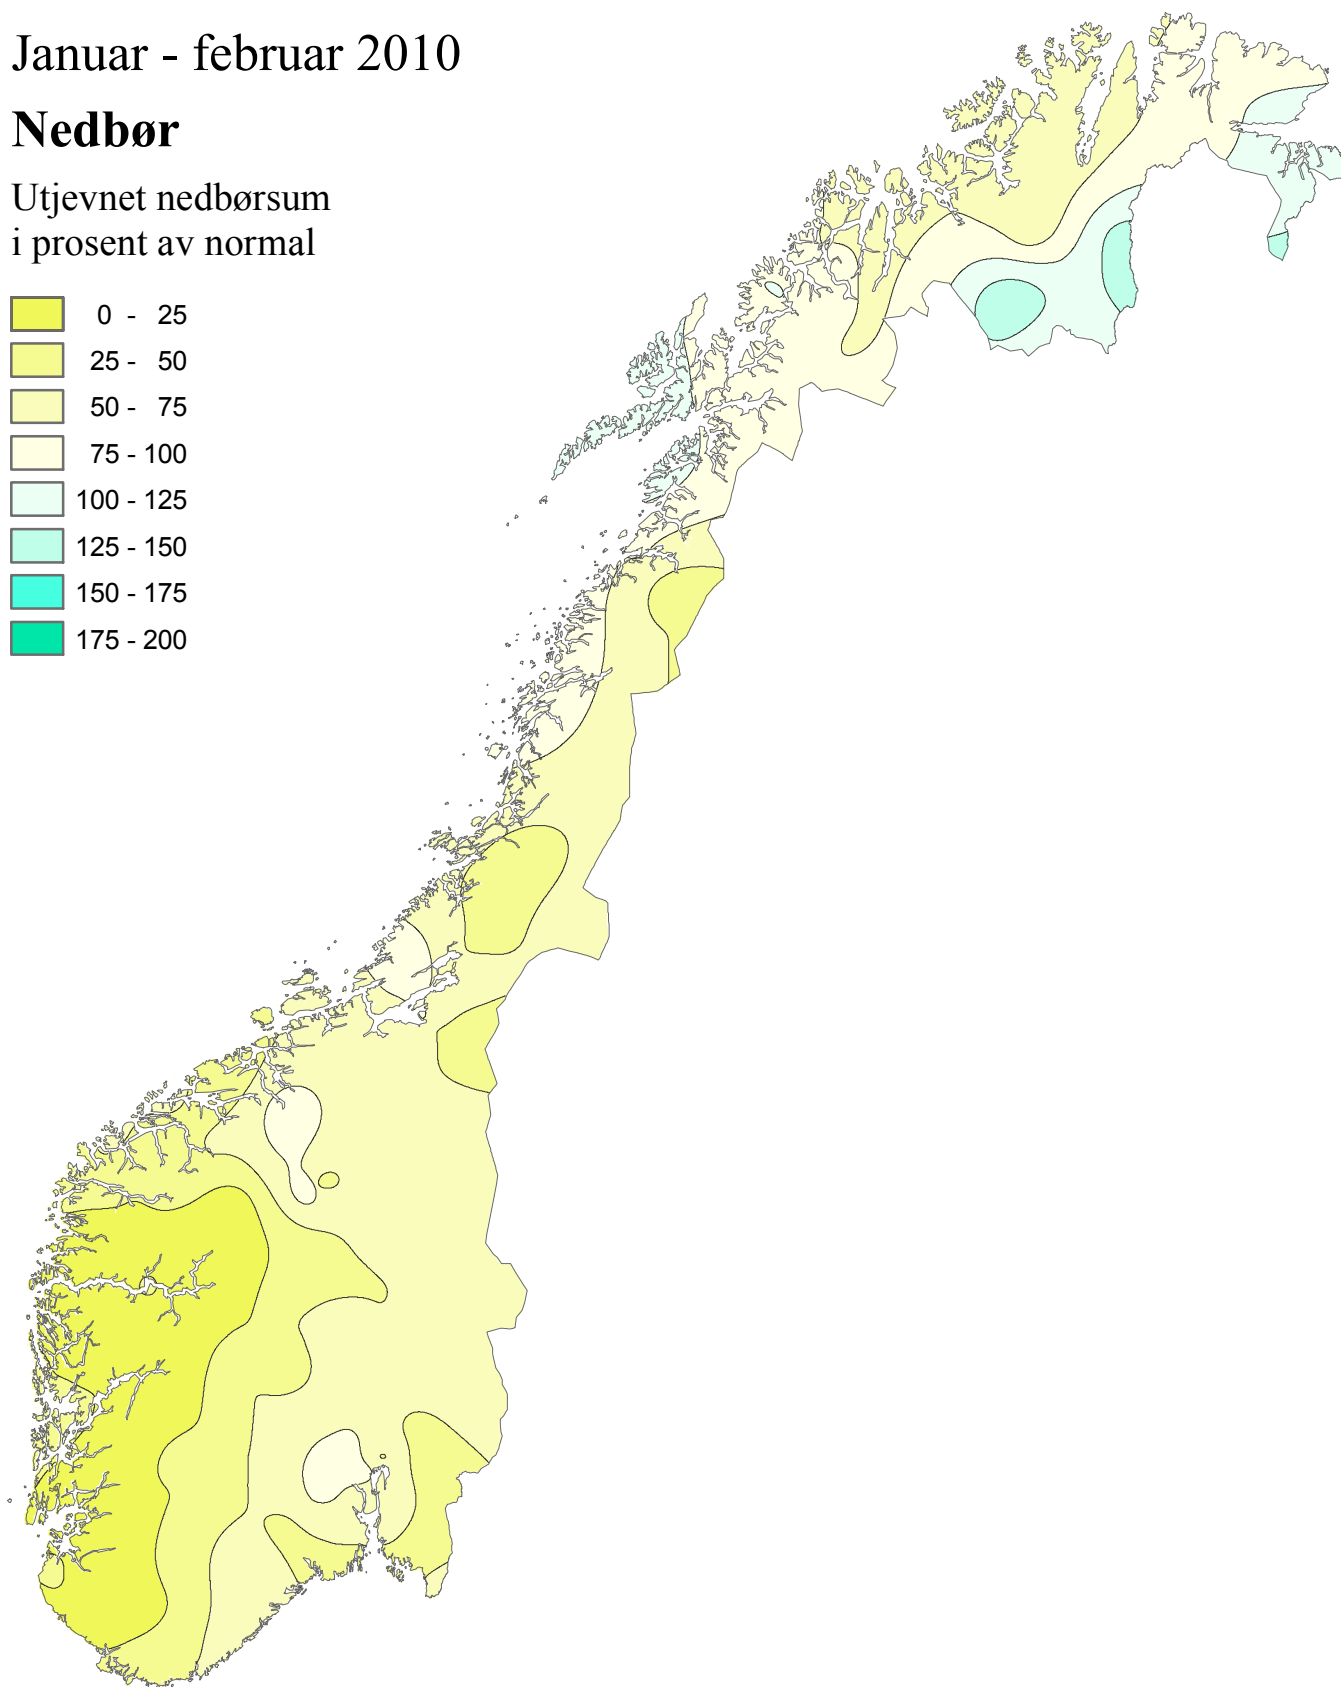 Januar - februar 2010
Nedbør
Utjevnet nedbørsum
i prosent av normal
0 - 25
25 - 50
50 - 75
75 - 100
100 - 125
125 - 150
150 - 175
175 - 200